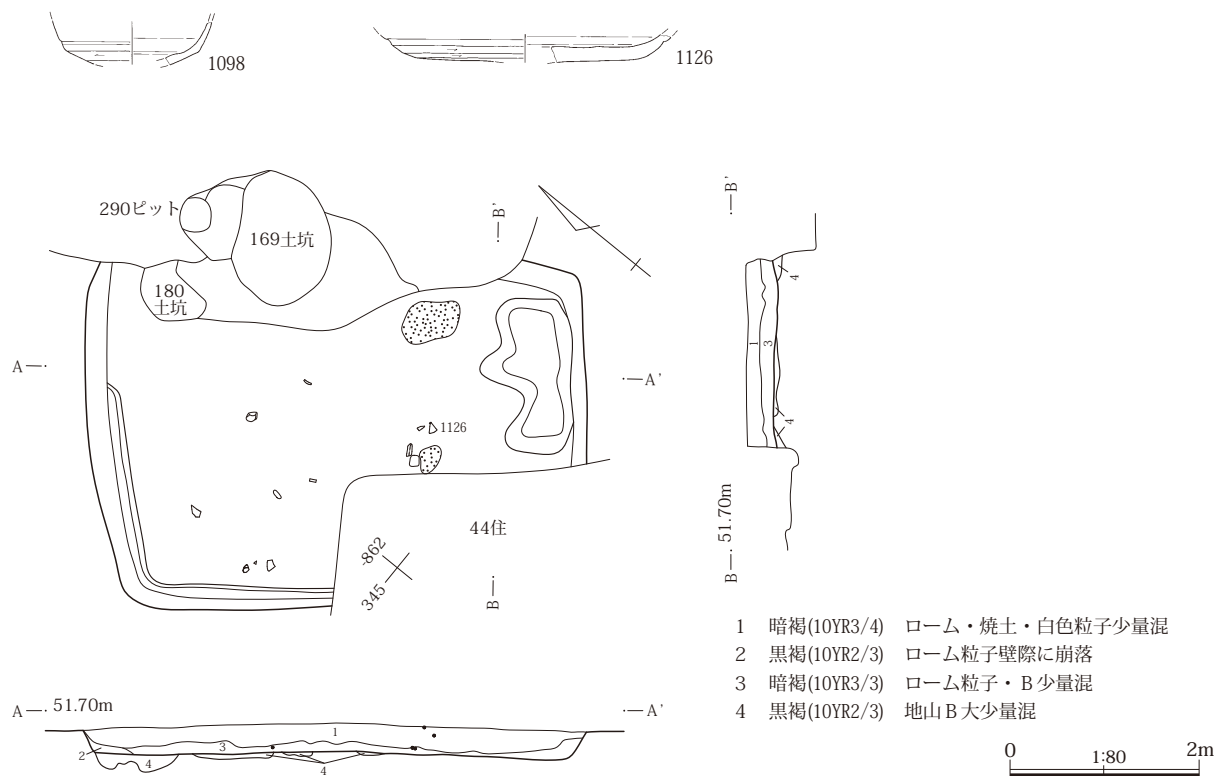 1098
1126
B'
B'
290ピット
169土坑
180
土坑
4
A
A'
1
3
1126
4
44住
-862
345
B
B 51.70m
1 暗褐(10YR3/4) ローム・焼土・白色粒子少量混
2 黒褐(10YR2/3) ローム粒子壁際に崩落
3 暗褐(10YR3/3) ローム粒子・B少量混
4 黒褐(10YR2/3) 地山B大少量混
A 51.70m
A'
1
3
2
4
4
0 1:80 2m